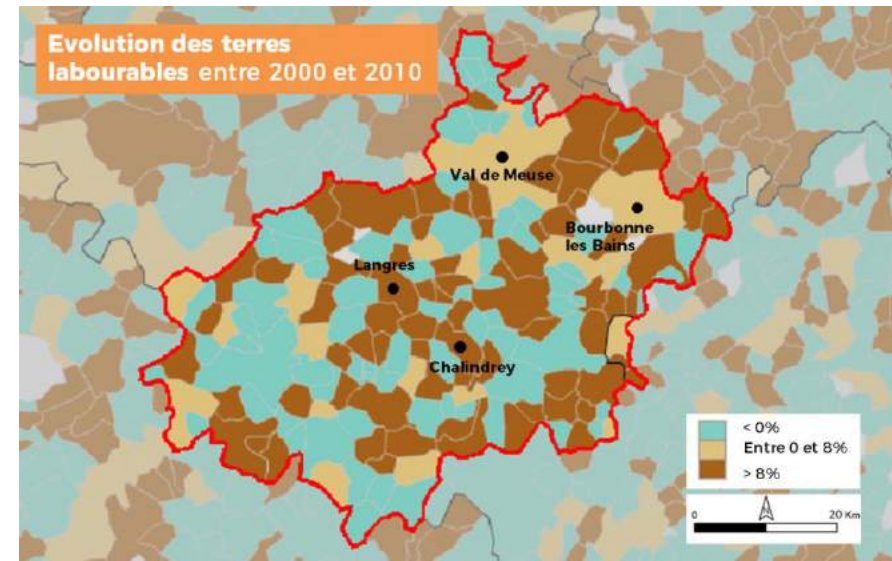 Evolution des terres
labourables entre 2000 et 2010
Val de Meuse
Bourbonne
les Bains
Langres
Chalindrey
< 0%
Entre 0 et 8%
> 8%
N
0 20 Km